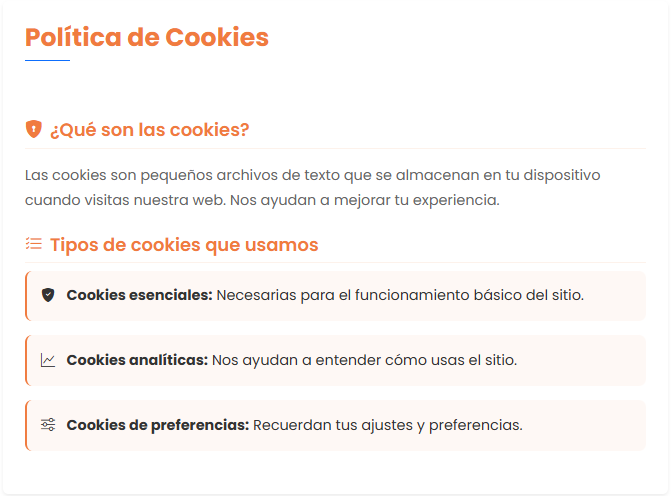 Política de Cookies
¿Qué son las cookies?
Las cookies son pequeños archivos de texto que se almacenan en tu dispositivo
cuando visitas nuestra web. Nos ayudan a mejorar tu experiencia.
Tipos de cookies que usamos
Cookies esenciales: Necesarias para el funcionamiento básico del sitio.
Cookies analíticas: Nos ayudan a entender cómo usas el sitio.
Cookies de preferencias: Recuerdan tus ajustes y preferencias.